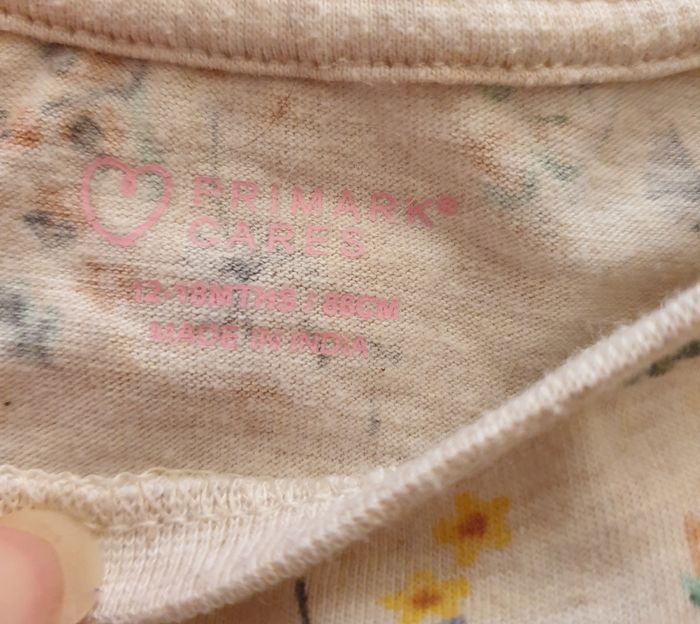 PRIMARK®
CARES
12-18MTHS / 86CM
MADE IN INDIA